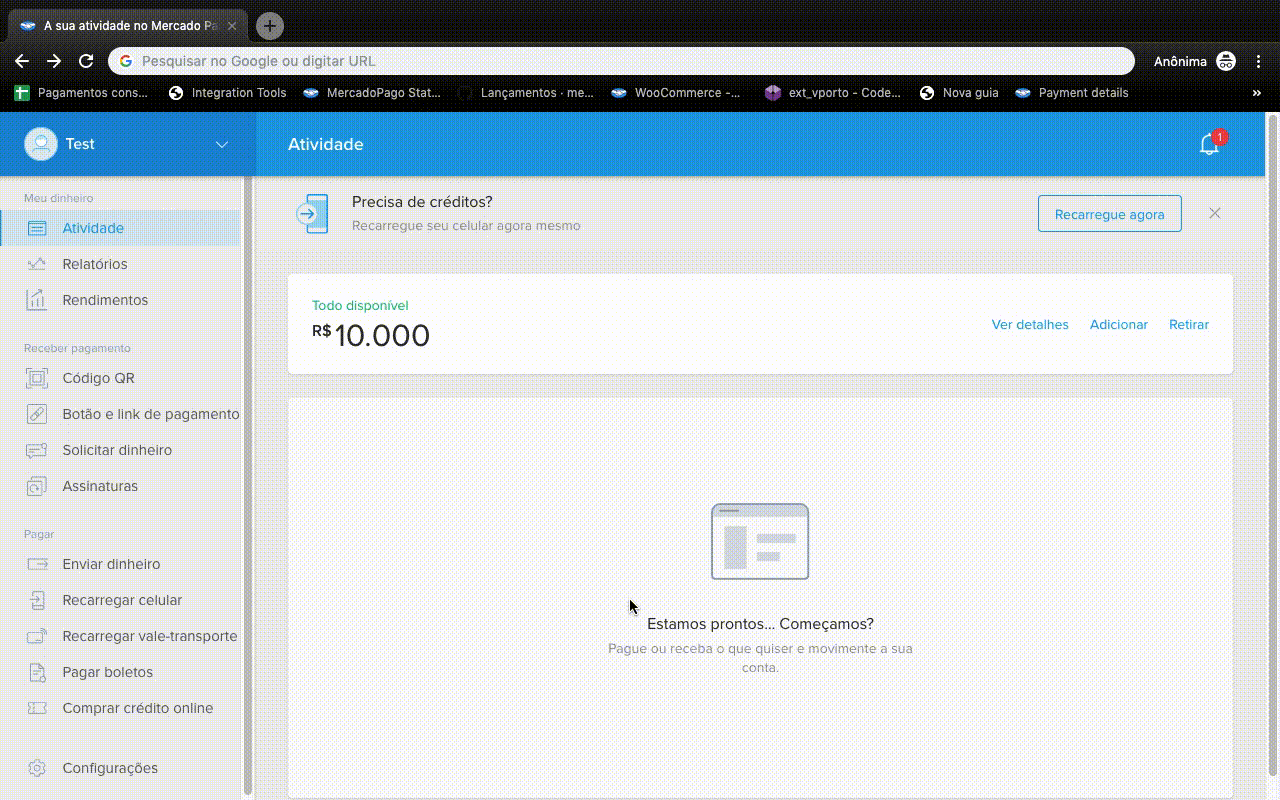 A sua atividade no Mercado Pa
Pesquisar no Google ou digitar URL
Anônima
Pagamentos cons...
Integration Tools
MercadoPago Stat...
Lançamentos · me...
WooCommerce -...
ext_vporto - Code...
Nova guia
Payment details
»
Test
Atividade
1
Meu dinheiro
Atividade
Relatórios
Rendimentos
Receber pagamento
Código QR
Botão e link de pagamento
Solicitar dinheiro
Assinaturas
Pagar
Enviar dinheiro
Recarregar celular
Recarregar vale-transporte
Pagar boletos
Comprar crédito online
Configurações
Precisa de créditos?
Recarregue seu celular agora mesmo
Recarregue agora
Todo disponível
R$ 10.000
Ver detalhes
Adicionar
Retirar
Estamos prontos... Começamos?
Pague ou receba o que quiser e movimente a sua
conta.